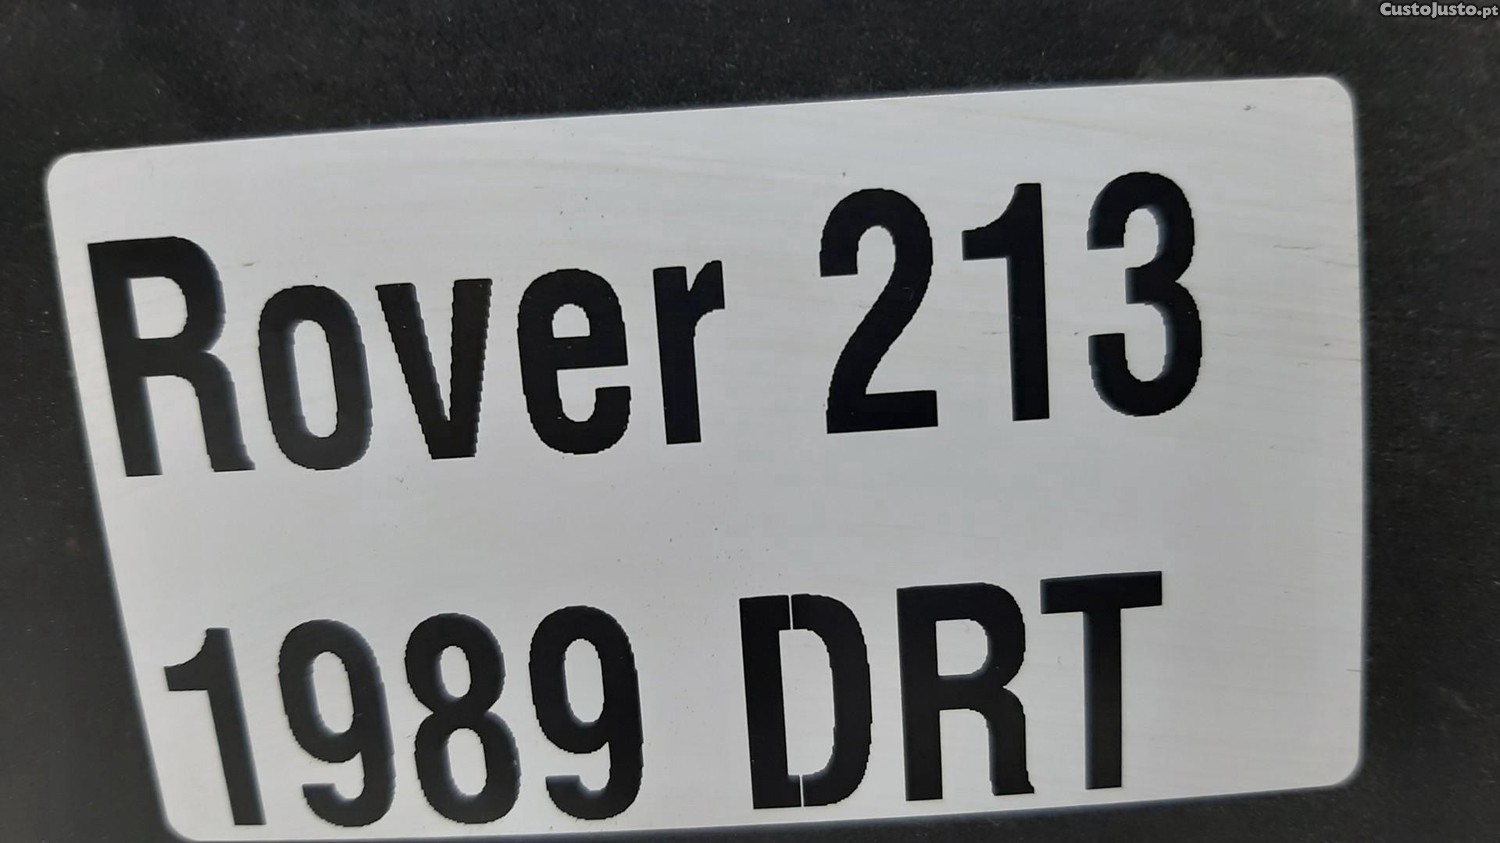 CustoJusto.pt
Rover 213
1989 DRT